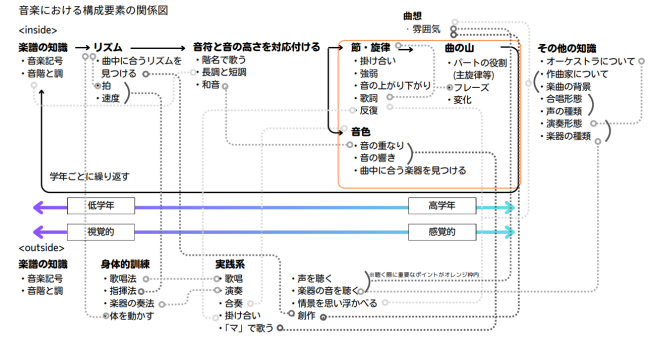 音楽における構成要素の関係図
<inside>
曲想
・雰囲気
楽譜の知識
・音楽記号
・音階と調
リズム
・曲中に合うリズムを
見つける
・拍
・速度
音符と音の高さを対応付ける
・階名で歌う
・長調と短調
・和音
節・旋律
・掛け合い
・強弱
・音の上がり下がり
・歌詞
・反復
曲の山
・パートの役割
(主旋律等)
・フレーズ
・変化
その他の知識
・オーケストラについて
・作曲家について
・楽曲の背景
・合唱形態
・声の種類
・演奏形態
・楽器の種類
音色
・音の重なり
・音の響き
・曲中に合う楽器を見つける
学年ごとに繰り返す
低学年
高学年
視覚的
感覚的
<outside>
楽譜の知識
・音楽記号
・音階と調
身体的訓練
・歌唱法
・指揮法
・楽器の奏法
・体を動かす
実践系
・歌唱
・演奏
・合奏
・掛け合い
・「マ」で歌う
・声を聴く
・楽器の音を聴く
・情景を思い浮かべる
・創作
※聴く際に重要なポイントがオレンジ枠内